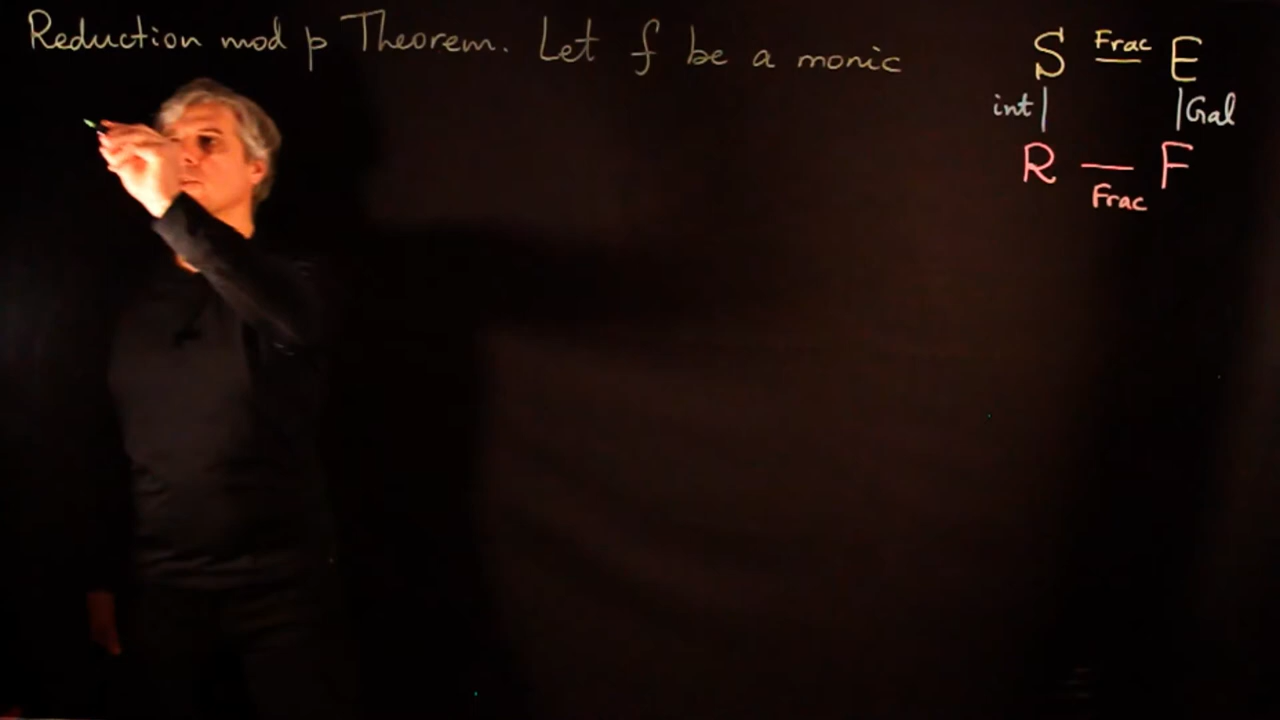 Reduction mod p Theorem. Let f be a monic
S Frac E
int Gal
R F
Frac